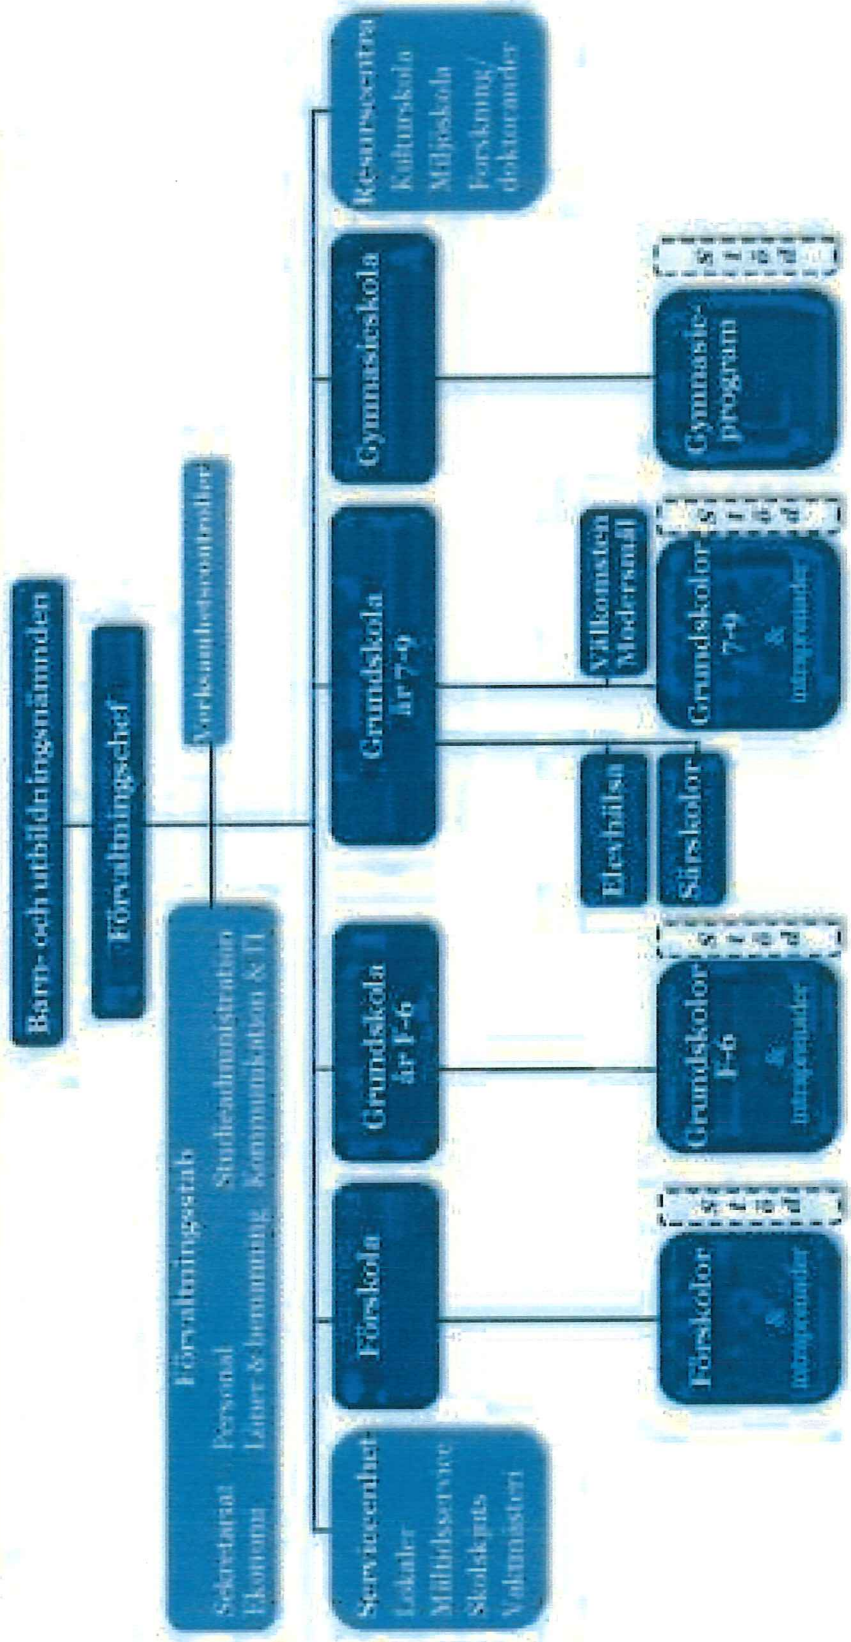 Barn- och utbildningsnämnden
Förvaltningschef
Verksamhetscontroller
Förvaltningsstab
Sekretariat
Ekonomi
Personal
Löner & bemanning
Studieadministration
Kommunikation & IT
Serviceenhet
Lokaler
Måltidsservice
Skolskjuts
Vaktmästeri
Förskola
Grundskola
år F-6
Grundskola
år 7-9
Gymnasieskola
Resurscentra
Kulturskola
Miljöskola
Forskning/
doktorander
Förskolor
&
intraprenader
Grundskolor
F-6
&
intraprenader
Elevhälsa
Särskolor
Välkomsten
Modersmål
Grundskolor
7-9
&
intraprenader
Gymnasie-
program